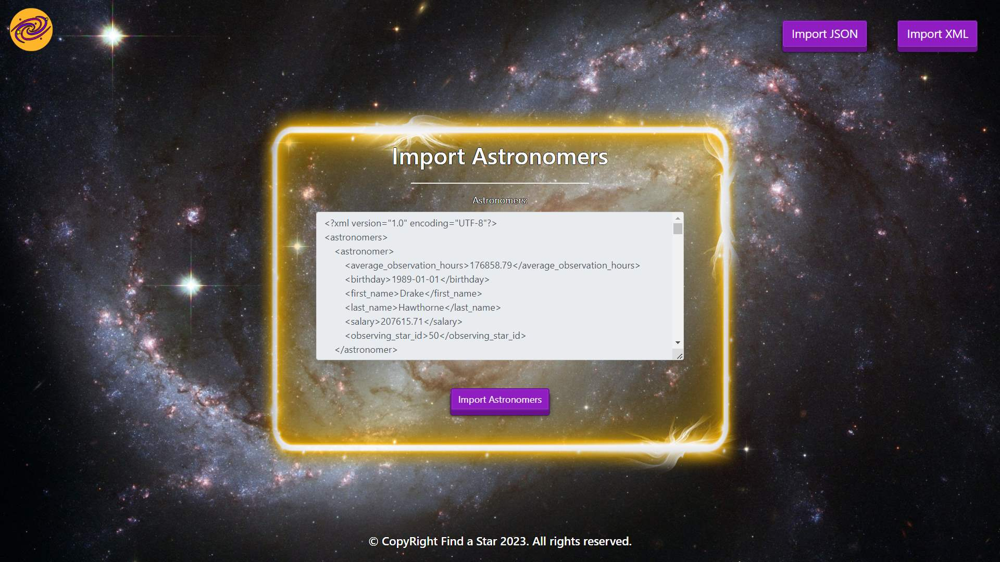 Import JSON
Import XML
Import Astronomers
Astronomers:
<?xml version="1.0" encoding="UTF-8"?>
<astronomers>
<astronomer>
<average_observation_hours>176858.79</average_observation_hours>
<birthday>1989-01-01</birthday>
<first_name>Drake</first_name>
<last_name>Hawthorne</last_name>
<salary>207615.71</salary>
<observing_star_id>50</observing_star_id>
</astronomer>
Import Astronomers
© CopyRight Find a Star 2023. All rights reserved.